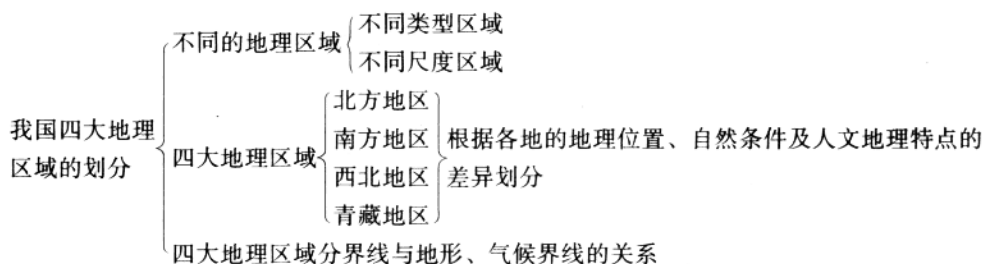 我国四大地理
区域的划分
不同的地理区域
不同类型区域
不同尺度区域
四大地理区域
北方地区
南方地区
西北地区
青藏地区
根据各地的地理位置、自然条件及人文地理特点的
差异划分
四大地理区域分界线与地形、气候界线的关系